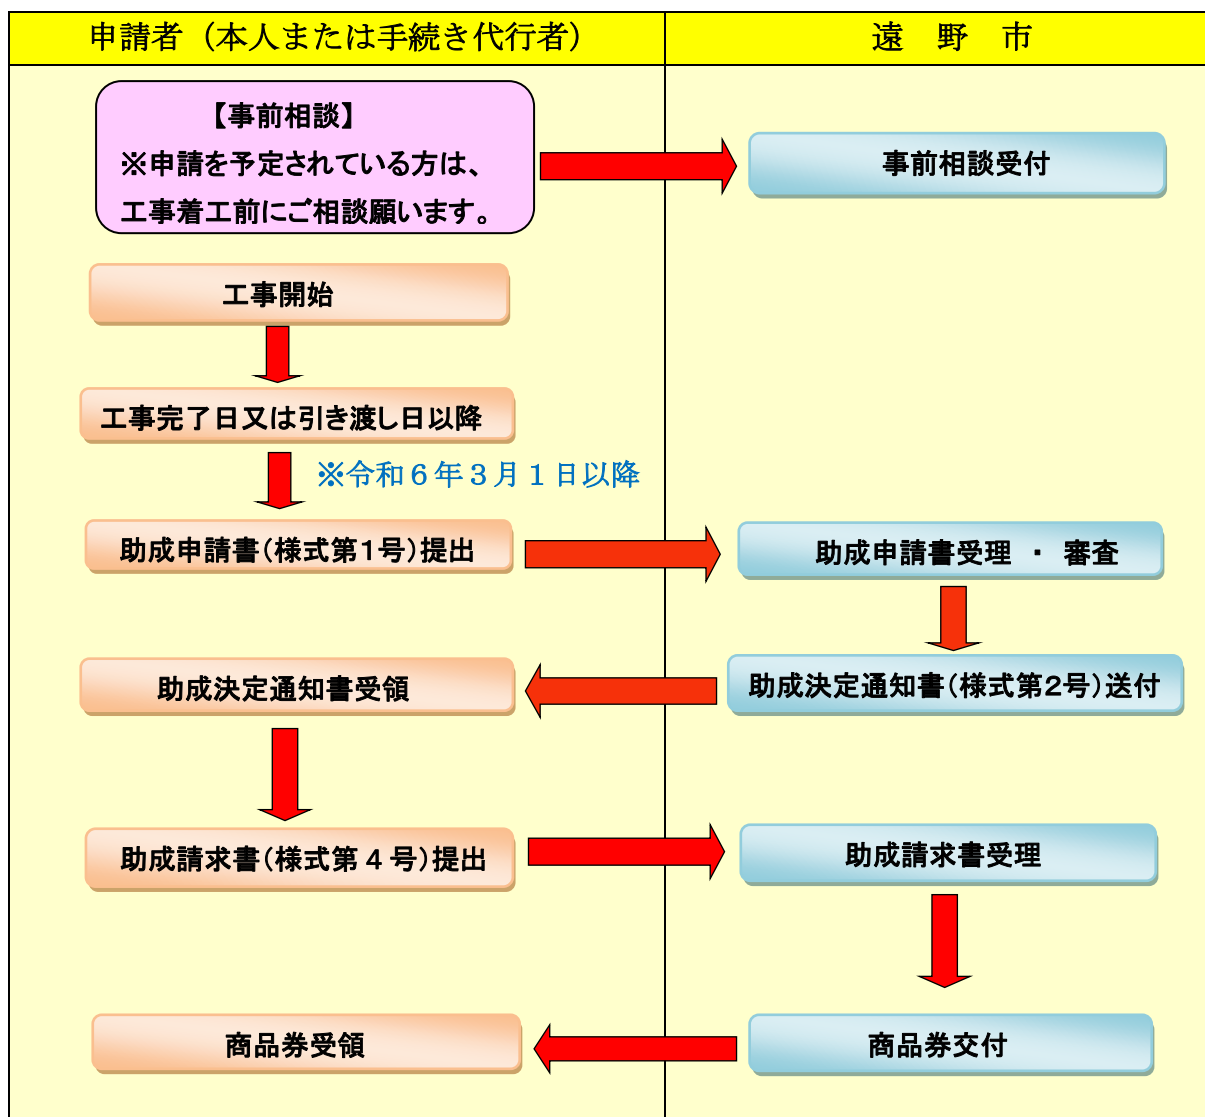 申請者（本人または手続き代行者）
遠　野　市
【事前相談】
※申請を予定されている方は、
工事着工前にご相談願います。
事前相談受付
工事開始
工事完了日又は引き渡し日以降
※令和６年３月１日以降
助成申請書（様式第1号）提出
助成申請書受理 ・ 審査
助成決定通知書受領
助成決定通知書（様式第2号）送付
助成請求書（様式第４号）提出
助成請求書受理
商品券受領
商品券交付